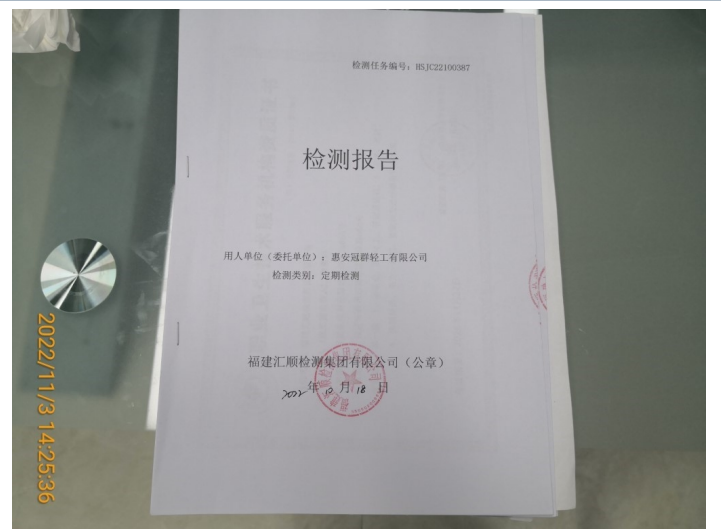 检测任务编号：HSJC22100387
检测报告
用人单位（委托单位）：惠安冠群轻工有限公司
检测类别：定期检测
福建汇顺检测集团有限公司（公章）
2022年10月18日
2022/11/3 14:25:36